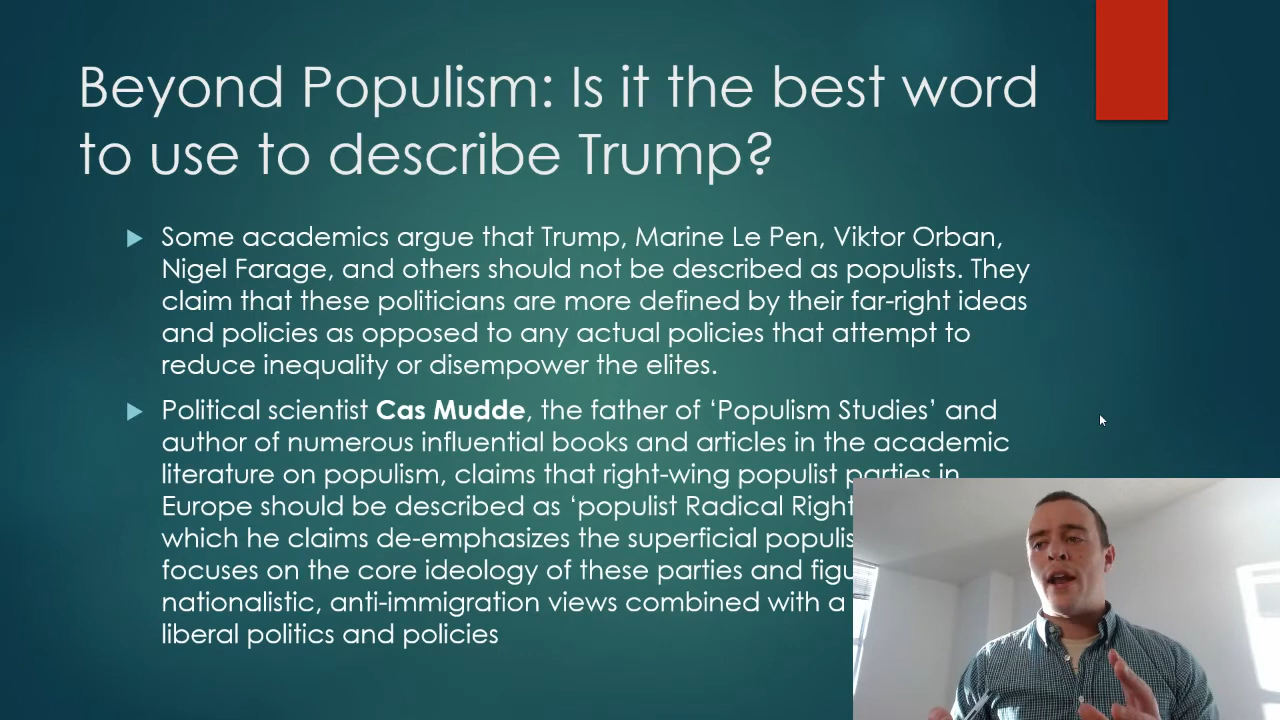 Beyond Populism: Is it the best word
to use to describe Trump?
Some academics argue that Trump, Marine Le Pen, Viktor Orban,
Nigel Farage, and others should not be described as populists. They
claim that these politicians are more defined by their far-right ideas
and policies as opposed to any actual policies that attempt to
reduce inequality or disempower the elites.
Political scientist Cas Mudde, the father of ‘Populism Studies’ and
author of numerous influential books and articles in the academic
literature on populism, claims that right-wing populist parties in
Europe should be described as ‘populist Radical Right
which he claims de-emphasizes the superficial
focuses on the core ideology of these parties and
nationalistic, anti-immigration views combined with a
liberal politics and policies